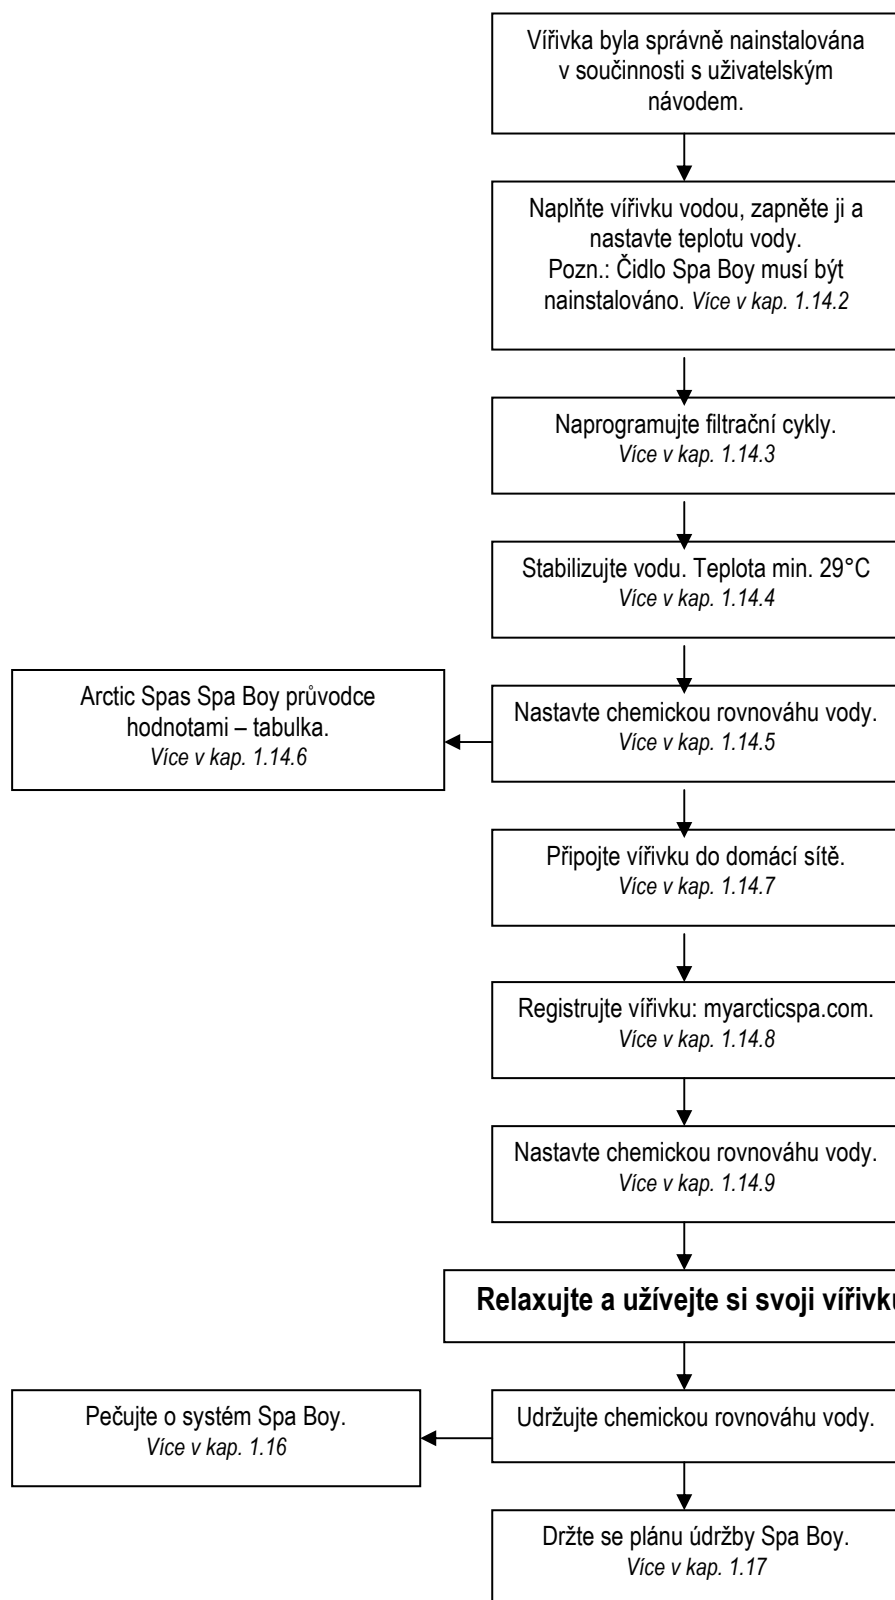 Vířivka byla správně nainstalována
v součinnosti s uživatelským
návodem.
Naplňte vířivku vodou, zapněte ji a
nastavte teplotu vody.
Pozn.: Čidlo Spa Boy musí být
nainstalováno. Více v kap. 1.14.2
Naprogramujte filtrační cykly.
Více v kap. 1.14.3
Stabilizujte vodu. Teplota min. 29°C
Více v kap. 1.14.4
Arctic Spas Spa Boy průvodce
hodnotami – tabulka.
Více v kap. 1.14.6
Nastavte chemickou rovnováhu vody.
Více v kap. 1.14.5
Připojte vířivku do domácí sítě.
Více v kap. 1.14.7
Registrujte vířivku: myarcticspa.com.
Více v kap. 1.14.8
Nastavte chemickou rovnováhu vody.
Více v kap. 1.14.9
Relaxujte a užívejte si svoji vířivku
Pečujte o systém Spa Boy.
Více v kap. 1.16
Udržujte chemickou rovnováhu vody.
Držte se plánu údržby Spa Boy.
Více v kap. 1.17